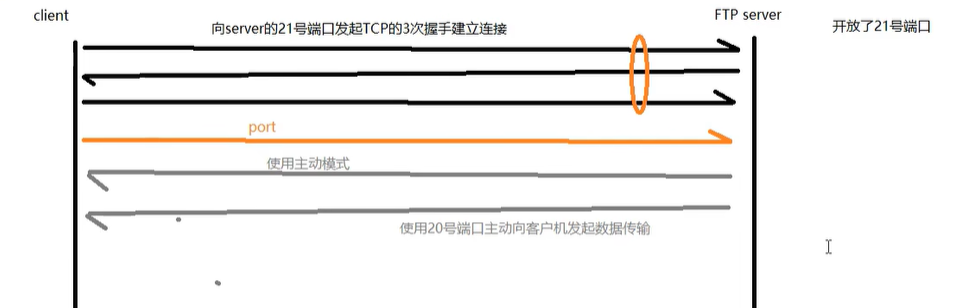 client
向server的21号端口发起TCP的3次握手建立连接
FTP server
开放了21号端口
port
使用主动模式
使用20号端口主动向客户机发起数据传输